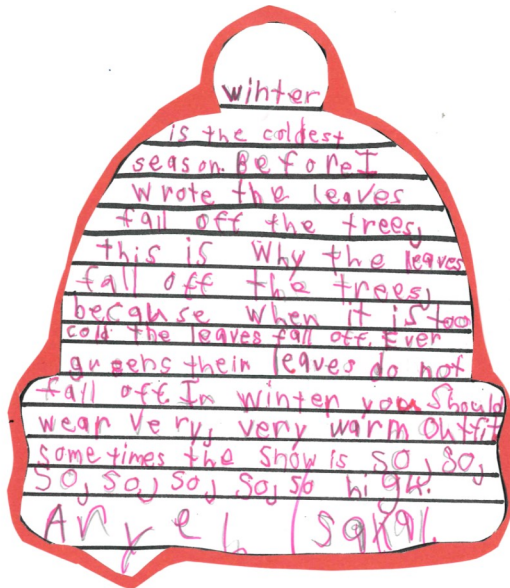 winter
is the coldest
season. Before I
wrote the leaves
fall off the trees,
this is Why the leaves
fall off the trees,
because when it is too
cold the leaves fall off. Ever
their leaves do not
fall off. In winter you Should
wear very, very warm Outfit
some times the Snow is so, so,
so, so, so, so, so high.